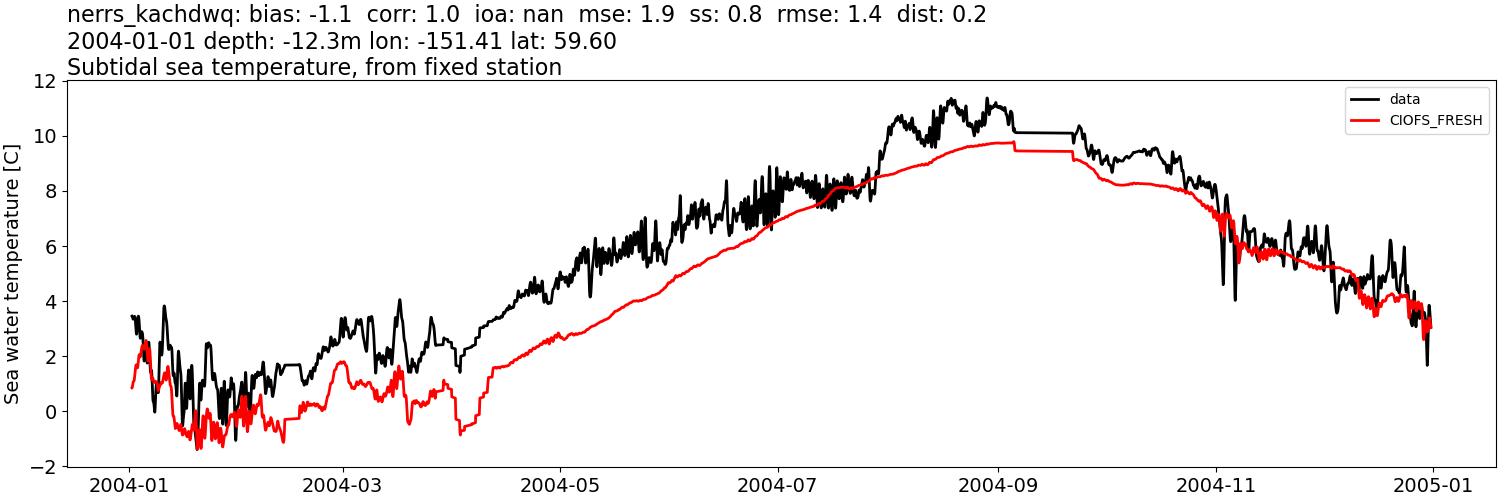 nerrs_kachdwq: bias: -1.1  corr: 1.0  ioa: nan  mse: 1.9  ss: 0.8  rmse: 1.4  dist: 0.2
2004-01-01 depth: -12.3m lon: -151.41 lat: 59.60
Subtidal sea temperature, from fixed station
Sea water temperature [C]
12
10
8
6
4
2
0
−2
data
CIOFS_FRESH
2004-01
2004-03
2004-05
2004-07
2004-09
2004-11
2005-01